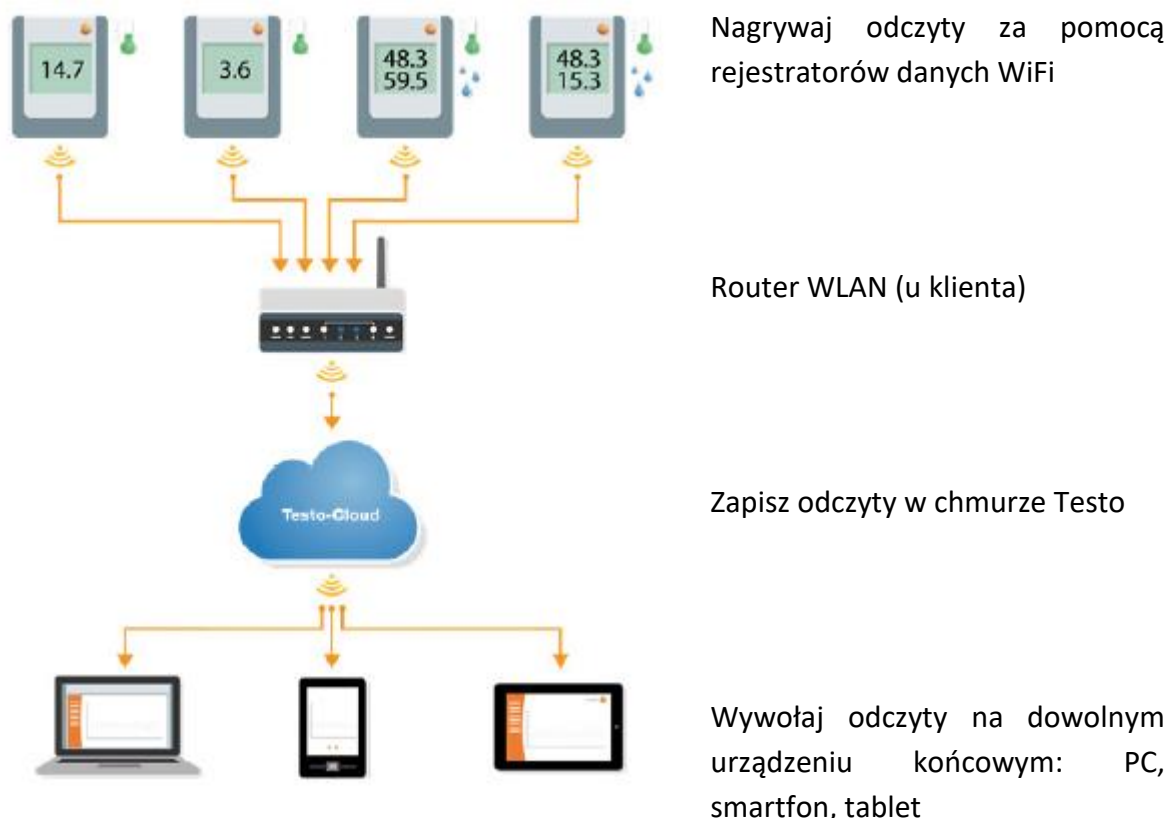 14.7
3.6
48.3
59.5
48.3
15.3
Nagrywaj odczyty za pomocą
rejestratorów danych WiFi
Router WLAN (u klienta)
Testo-Cloud
Zapisz odczyty w chmurze Testo
Wywołaj odczyty na dowolnym
urządzeniu końcowym: PC,
smartfon, tablet